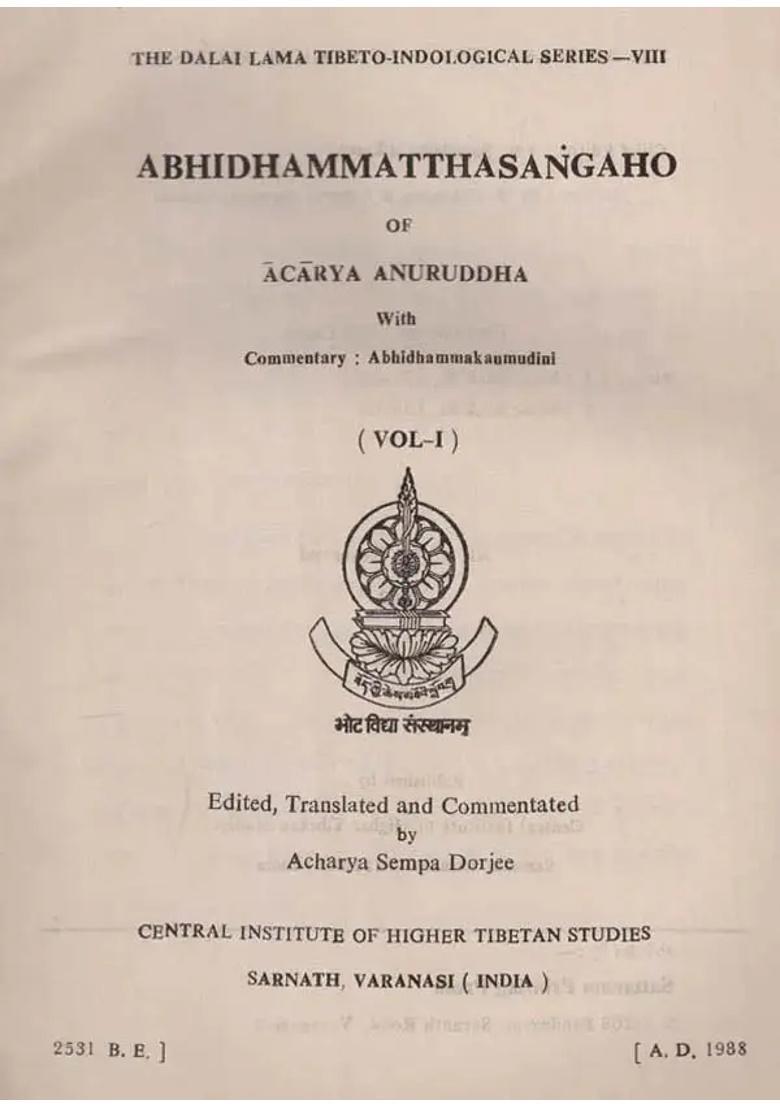 THE DALAI LAMA TIBETO-INDOLOGICAL SERIES—VIII
ABHIDHAMMATTHASAṄGAHO
OF
ĀCĀRYA ANURUDDHA
With
Commentary : Abhidhammakaumudini
( VOL-I )
भोट विद्या संस्थानम्
Edited, Translated and Commentated
by
Acharya Sempa Dorjee
CENTRAL INSTITUTE OF HIGHER TIBETAN STUDIES
SARNATH, VARANASI ( INDIA )
2531 B. E. ] [ A. D. 1988